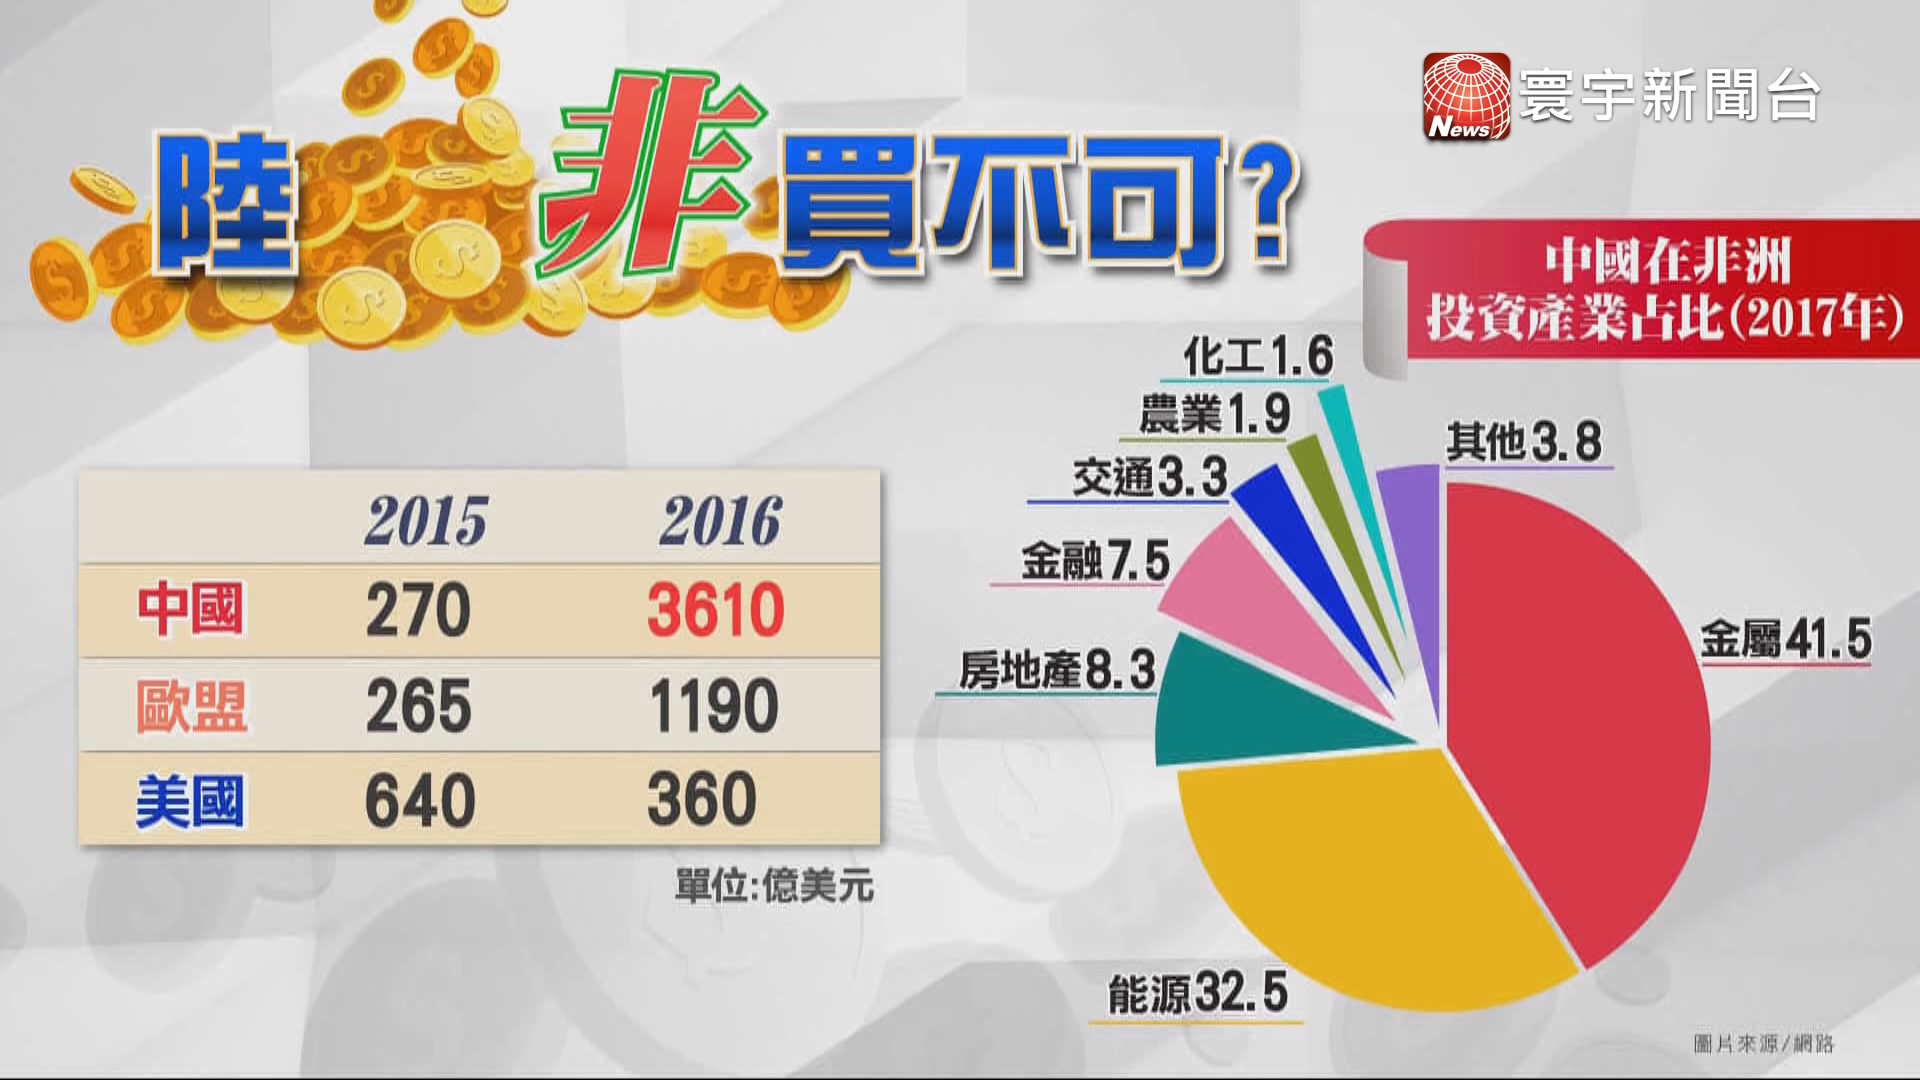 陸非買不可?
News 寰宇新聞台
中國在非洲
投資產業占比(2017年)
2015 2016
中國 270 3610
歐盟 265 1190
美國 640 360
單位:億美元
化工1.6
農業1.9
交通3.3
金融7.5
房地產8.3
能源32.5
其他3.8
金屬41.5
圖片來源/網路